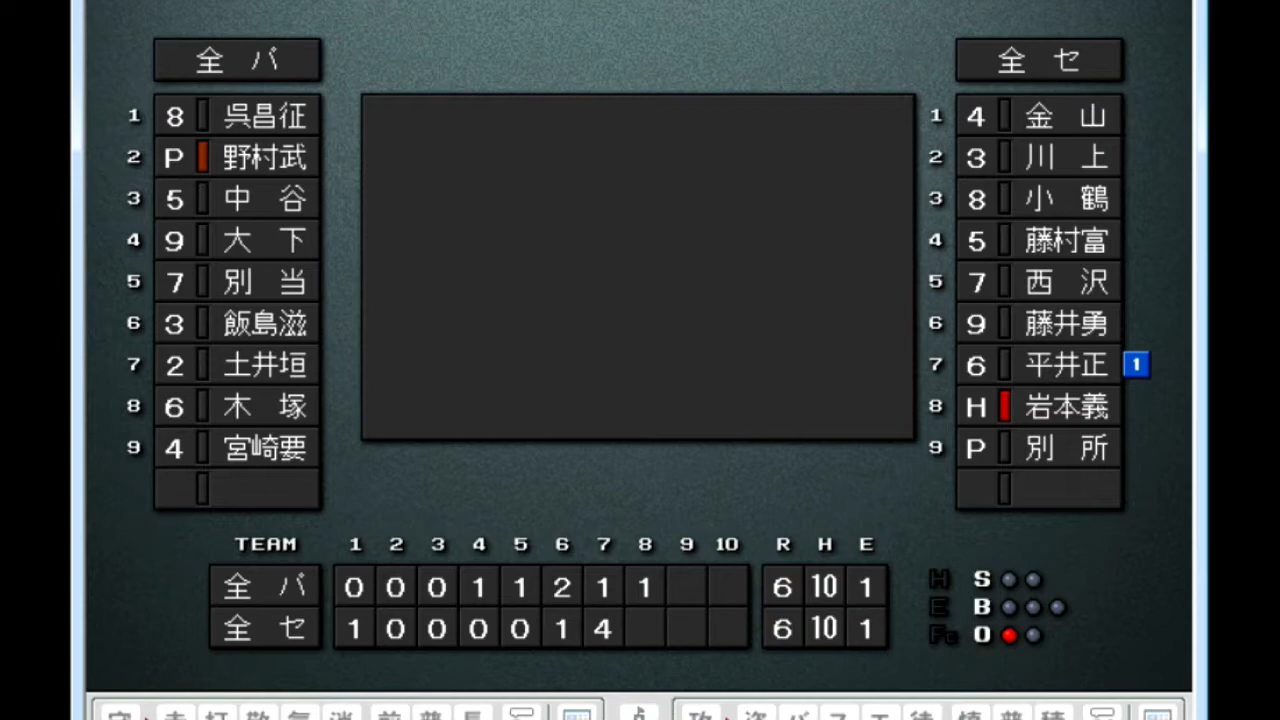 全 パ
1 8 呉昌征
2 P 野村武
3 5 中 谷
4 9 大 下
5 7 別 当
6 3 飯島滋
7 2 土井垣
8 6 木 塚
9 4 宮崎要
全 セ
1 4 金 山
2 3 川 上
3 8 小 鶴
4 5 藤村富
5 7 西 沢
6 9 藤井勇
7 6 平井正 1
8 H 岩本義
9 P 別 所
TEAM 1 2 3 4 5 6 7 8 9 10 R H E
全 パ 0 0 0 1 1 2 1 1 6 10 1
全 セ 1 0 0 0 0 1 4 6 10 1
H S
E B
Fc O